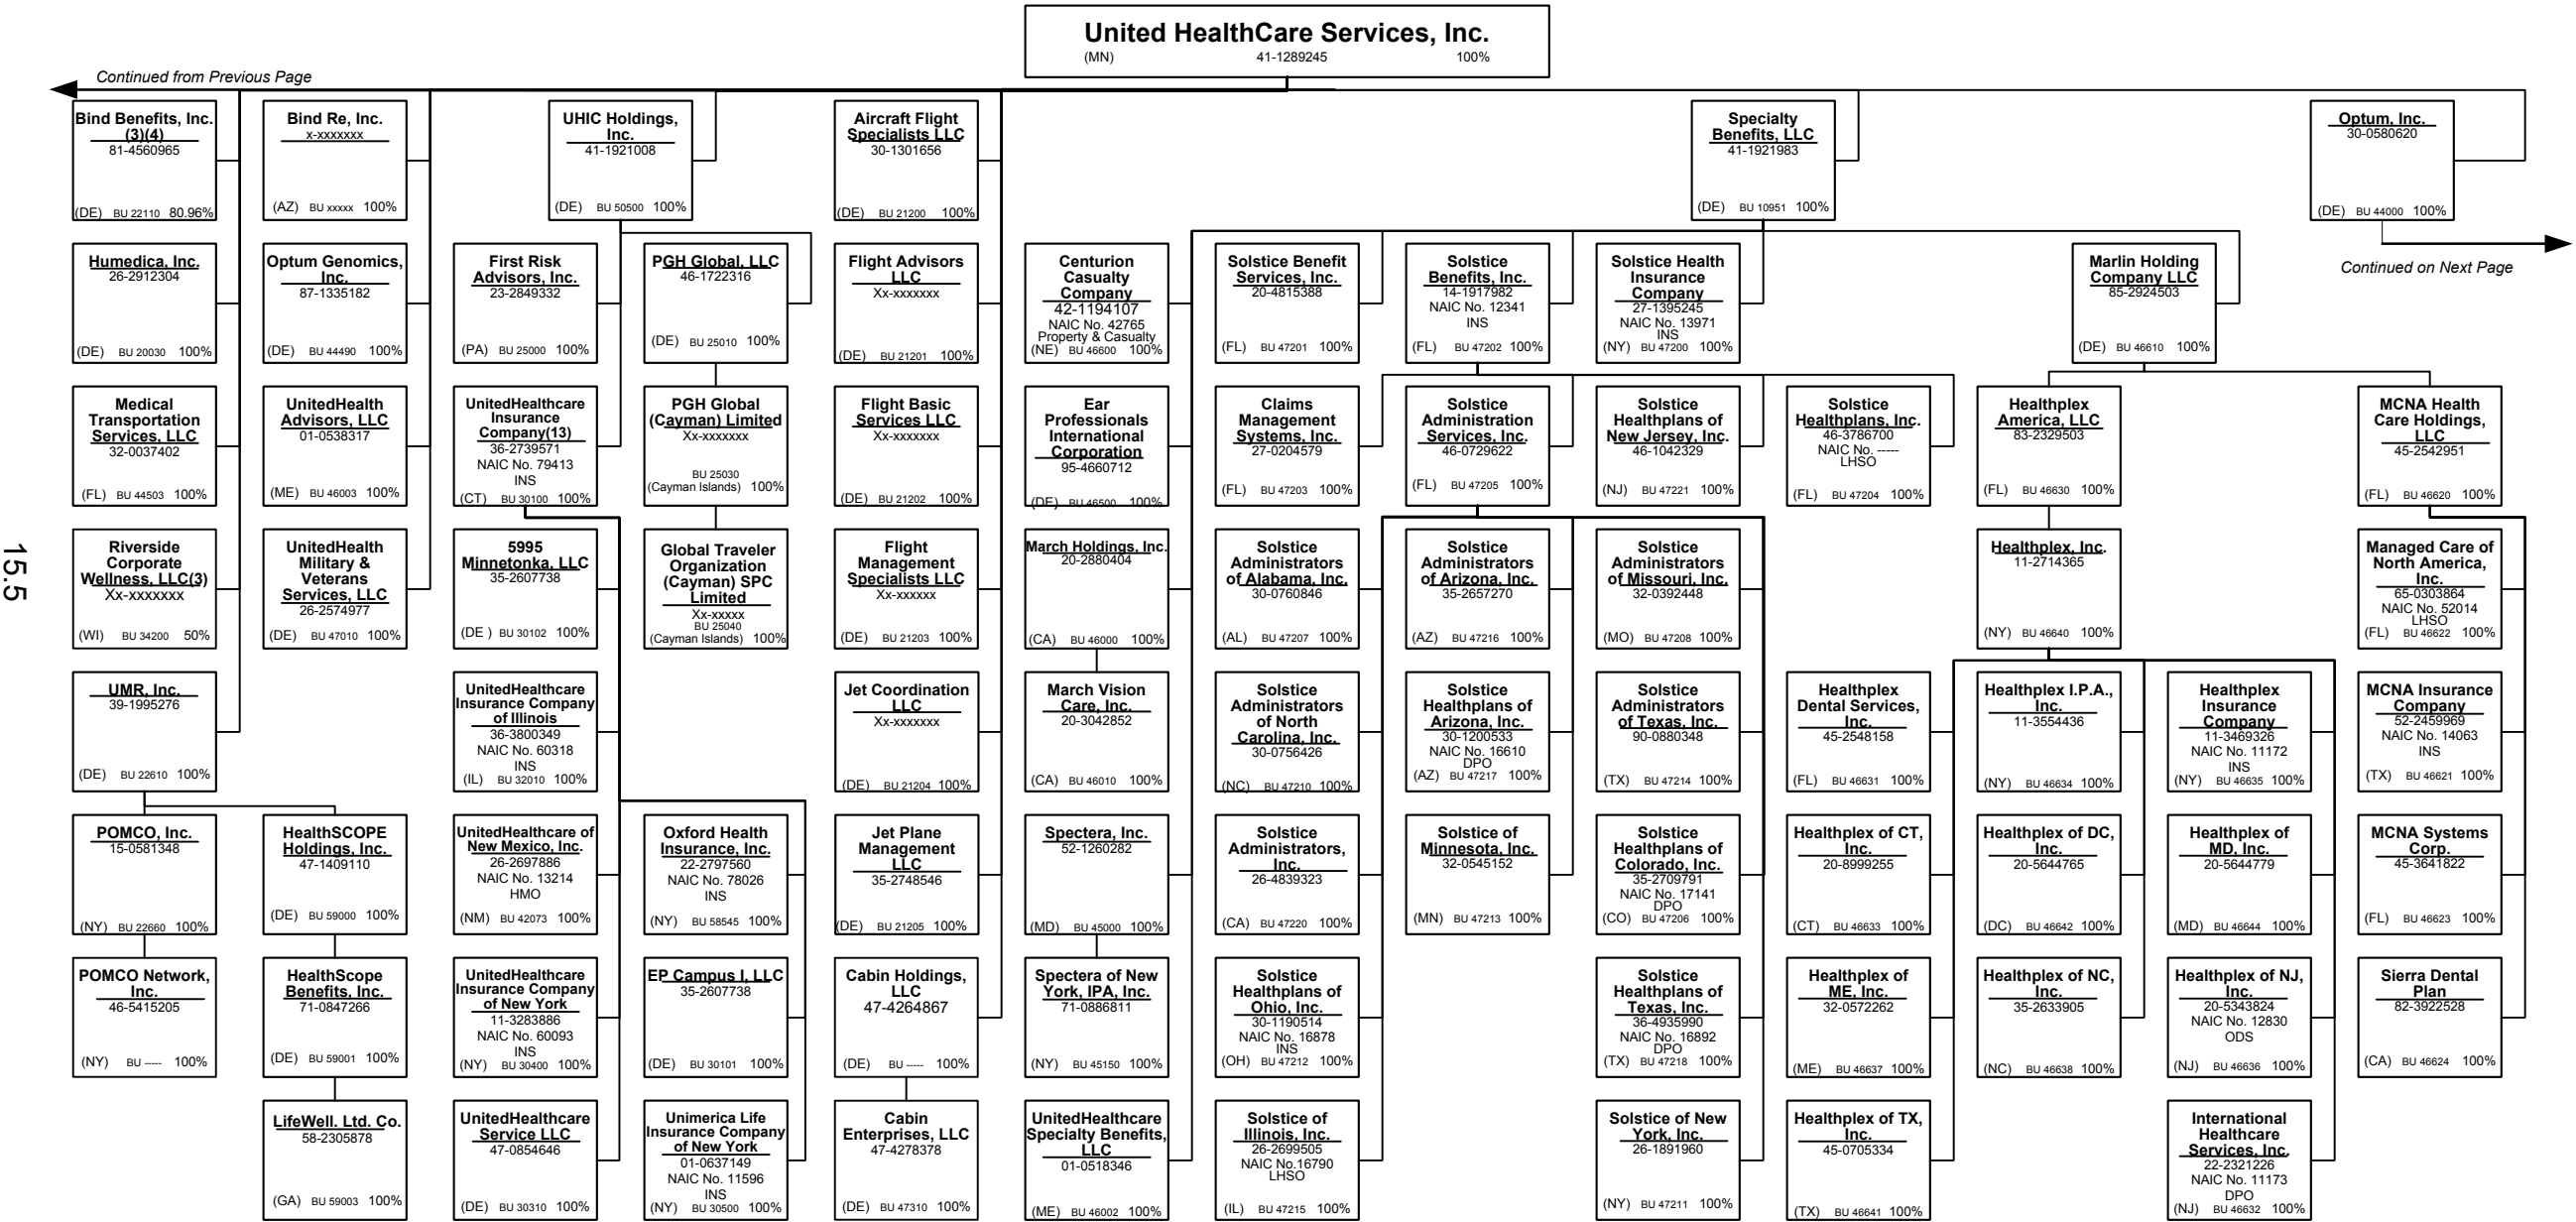 United HealthCare Services, Inc.
(MN) 41-1289245 100%
Continued from Previous Page
Bind Benefits, Inc.
(3)(4)
81-4560965
(DE) BU 22110 80.96%
Bind Re, Inc.
x-xxxxxxx
(AZ) BU xxxxx 100%
UHIC Holdings,
Inc.
41-1921008
(DE) BU 50500 100%
Aircraft Flight
Specialists LLC
30-1301656
(DE) BU 21200 100%
Specialty
Benefits, LLC
41-1921983
(DE) BU 10951 100%
Optum, Inc.
30-0580620
(DE) BU 44000 100%
Continued on Next Page
Humedica, Inc.
26-2912304
(DE) BU 20030 100%
Optum Genomics,
Inc.
87-1335182
(DE) BU 44490 100%
First Risk
Advisors, Inc.
23-2849332
(PA) BU 25000 100%
PGH Global, LLC
46-1722316
(DE) BU 25010 100%
Flight Advisors
LLC
Xx-xxxxxxx
(DE) BU 21201 100%
Centurion
Casualty
Company
42-1194107
NAIC No. 42765
Property & Casualty
(NE) BU 46600 100%
Solstice Benefit
Services, Inc.
20-4815388
(FL) BU 47201 100%
Solstice
Benefits, Inc.
14-1917982
NAIC No. 12341
INS
(FL) BU 47202 100%
Solstice Health
Insurance
Company
27-1395245
NAIC No. 13971
INS
(NY) BU 47200 100%
Marlin Holding
Company LLC
85-2924503
(DE) BU 46610 100%
Medical
Transportation
Services, LLC
32-0037402
(FL) BU 44503 100%
UnitedHealth
Advisors, LLC
01-0538317
(ME) BU 46003 100%
UnitedHealthcare
Insurance
Company(13)
36-2739571
NAIC No. 79413
INS
(CT) BU 30100 100%
PGH Global
(Cayman) Limited
Xx-xxxxxxx
BU 25030
(Cayman Islands) 100%
Flight Basic
Services LLC
Xx-xxxxxxx
(DE) BU 21202 100%
Ear
Professionals
International
Corporation
95-4660712
(DE) BU 46500 100%
Claims
Management
Systems, Inc.
27-0204579
(FL) BU 47203 100%
Solstice
Administration
Services, Inc.
46-0729622
(FL) BU 47205 100%
Solstice
Healthplans of
New Jersey, Inc.
46-1042329
(NJ) BU 47221 100%
Solstice
Healthplans, Inc.
46-3786700
NAIC No. -----
LHSO
(FL) BU 47204 100%
Healthplex
America, LLC
83-2329503
(FL) BU 46630 100%
MCNA Health
Care Holdings,
LLC
45-2542951
(FL) BU 46620 100%
15.5
Riverside
Corporate
Wellness, LLC(3)
Xx-xxxxxxx
(WI) BU 34200 50%
UnitedHealth
Military &
Veterans
Services, LLC
26-2574977
(DE) BU 47010 100%
5995
Minnetonka, LLC
35-2607738
(DE ) BU 30102 100%
Global Traveler
Organization
(Cayman) SPC
Limited
Xx-xxxxx
BU 25040
(Cayman Islands) 100%
Flight
Management
Specialists LLC
Xx-xxxxxx
(DE) BU 21203 100%
March Holdings, Inc.
20-2880404
(CA) BU 46000 100%
Solstice
Administrators
of Alabama, Inc.
30-0760846
(AL) BU 47207 100%
Solstice
Administrators
of Arizona, Inc.
35-2657270
(AZ) BU 47216 100%
Solstice
Administrators
of Missouri, Inc.
32-0392448
(MO) BU 47208 100%
Healthplex, Inc.
11-2714365
(NY) BU 46640 100%
Managed Care of
North America,
Inc.
65-0303864
NAIC No. 52014
LHSO
(FL) BU 46622 100%
UMR, Inc.
39-1995276
(DE) BU 22610 100%
UnitedHealthcare
Insurance Company
of Illinois
36-3800349
NAIC No. 60318
INS
(IL) BU 32010 100%
Jet Coordination
LLC
Xx-xxxxxxx
(DE) BU 21204 100%
March Vision
Care, Inc.
20-3042852
(CA) BU 46010 100%
Solstice
Administrators
of North
Carolina, Inc.
30-0756426
(NC) BU 47210 100%
Solstice
Healthplans of
Arizona, Inc.
30-1200533
NAIC No. 16610
DPO
(AZ) BU 47217 100%
Solstice
Administrators
of Texas, Inc.
90-0880348
(TX) BU 47214 100%
Healthplex
Dental Services,
Inc.
45-2548158
(FL) BU 46631 100%
Healthplex I.P.A.,
Inc.
11-3554436
(NY) BU 46634 100%
Healthplex
Insurance
Company
11-3469326
NAIC No. 11172
INS
(NY) BU 46635 100%
MCNA Insurance
Company
52-2459969
NAIC No. 14063
INS
(TX) BU 46621 100%
POMCO, Inc.
15-0581348
(NY) BU 22660 100%
HealthSCOPE
Holdings, Inc.
47-1409110
(DE) BU 59000 100%
UnitedHealthcare of
New Mexico, Inc.
26-2697886
NAIC No. 13214
HMO
(NM) BU 42073 100%
Oxford Health
Insurance, Inc.
22-2797560
NAIC No. 78026
INS
(NY) BU 58545 100%
Jet Plane
Management
LLC
35-2748546
(DE) BU 21205 100%
Spectera, Inc.
52-1260282
(MD) BU 45000 100%
Solstice
Administrators,
Inc.
26-4839323
(CA) BU 47220 100%
Solstice of
Minnesota, Inc.
32-0545152
(MN) BU 47213 100%
Solstice
Healthplans of
Colorado, Inc.
35-2709791
NAIC No. 17141
DPO
(CO) BU 47206 100%
Healthplex of CT,
Inc.
20-8999255
(CT) BU 46633 100%
Healthplex of DC,
Inc.
20-5644765
(DC) BU 46642 100%
Healthplex of
MD, Inc.
20-5644779
(MD) BU 46644 100%
MCNA Systems
Corp.
45-3641822
(FL) BU 46623 100%
POMCO Network,
Inc.
46-5415205
(NY) BU ----- 100%
HealthScope
Benefits, Inc.
71-0847266
(DE) BU 59001 100%
UnitedHealthcare
Insurance Company
of New York
11-3283886
NAIC No. 60093
INS
(NY) BU 30400 100%
EP Campus I, LLC
35-2607738
(DE) BU 30101 100%
Cabin Holdings,
LLC
47-4264867
(DE) BU ----- 100%
Spectera of New
York, IPA, Inc.
71-0886811
(NY) BU 45150 100%
Solstice
Healthplans of
Ohio, Inc.
30-1190514
NAIC No. 16878
INS
(OH) BU 47212 100%
Solstice
Healthplans of
Texas, Inc.
36-4935990
NAIC No. 16892
DPO
(TX) BU 47218 100%
Healthplex of
ME, Inc.
32-0572262
(ME) BU 46637 100%
Healthplex of NC,
Inc.
35-2633905
(NC) BU 46638 100%
Healthplex of NJ,
Inc.
20-5343824
NAIC No. 12830
ODS
(NJ) BU 46636 100%
Sierra Dental
Plan
82-3922528
(CA) BU 46624 100%
LifeWell. Ltd. Co.
58-2305878
(GA) BU 59003 100%
UnitedHealthcare
Service LLC
47-0854646
(DE) BU 30310 100%
Unimerica Life
Insurance Company
of New York
01-0637149
NAIC No. 11596
INS
(NY) BU 30500 100%
Cabin
Enterprises, LLC
47-4278378
(DE) BU 47310 100%
UnitedHealthcare
Specialty Benefits,
LLC
01-0518346
(ME) BU 46002 100%
Solstice of
Illinois, Inc.
26-2699505
NAIC No.16790
LHSO
(IL) BU 47215 100%
Solstice of New
York, Inc.
26-1891960
(NY) BU 47211 100%
Healthplex of TX,
Inc.
45-0705334
(TX) BU 46641 100%
International
Healthcare
Services, Inc.
22-2321226
NAIC No. 11173
DPO
(NJ) BU 46632 100%